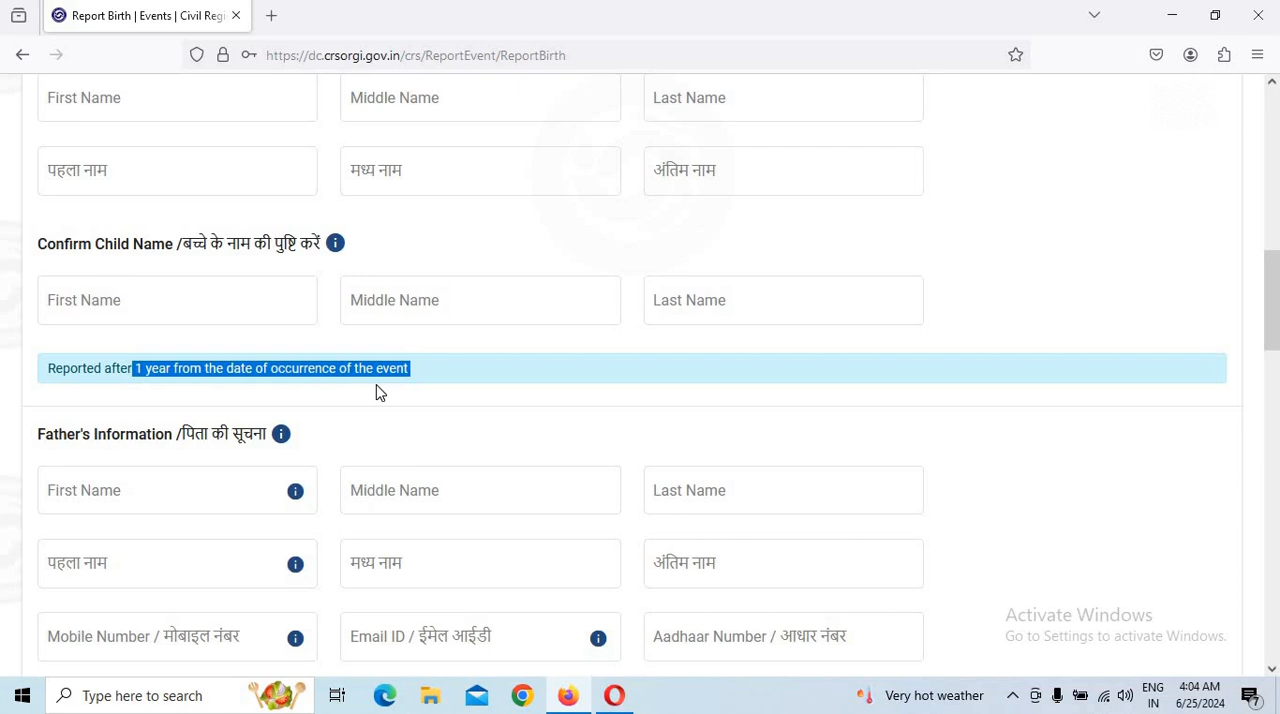 Report Birth | Events | Civil Regi
https://dc.crsorgi.gov.in/crs/ReportEvent/ReportBirth
First Name Middle Name Last Name
पहला नाम मध्य नाम अंतिम नाम
Confirm Child Name /बच्चे के नाम की पुष्टि करें
First Name Middle Name Last Name
Reported after 1 year from the date of occurrence of the event
Father's Information /पिता की सूचना
First Name Middle Name Last Name
पहला नाम मध्य नाम अंतिम नाम
Mobile Number / मोबाइल नंबर Email ID / ईमेल आईडी Aadhaar Number / आधार नंबर
Activate Windows
Go to Settings to activate Windows.
Type here to search Very hot weather ENG IN 4:04 AM 6/25/2024 7